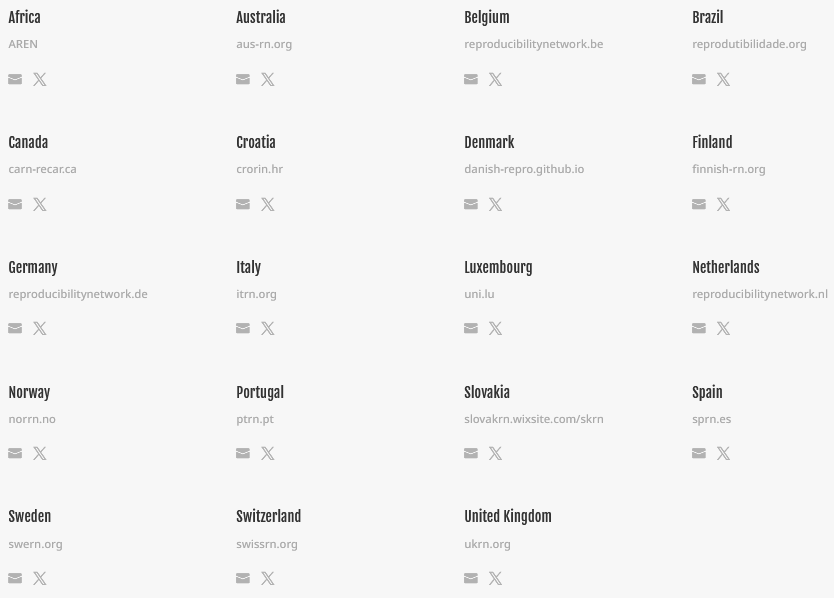 Africa
AREN
Australia
aus-rn.org
Belgium
reproducibilitynetwork.be
Brazil
reprodutibilidade.org
Canada
carn-recar.ca
Croatia
crorin.hr
Denmark
danish-repro.github.io
Finland
finnish-rn.org
Germany
reproducibilitynetwork.de
Italy
itrn.org
Luxembourg
uni.lu
Netherlands
reproducibilitynetwork.nl
Norway
norrn.no
Portugal
ptrn.pt
Slovakia
slovakrn.wixsite.com/skrn
Spain
sprn.es
Sweden
swern.org
Switzerland
swissrn.org
United Kingdom
ukrn.org